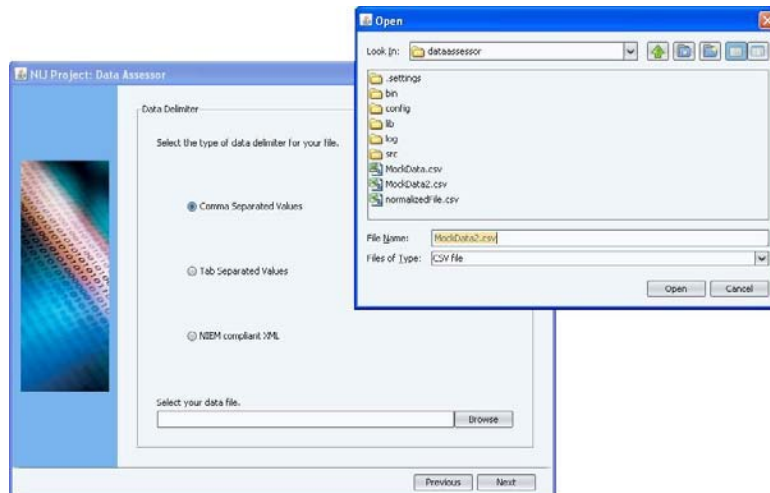 NIJ Project: Data Assessor
Data Delimiter
Select the type of data delimiter for your file.
Comma Separated Values
Tab Separated Values
NIEM compliant XML
Select your data file.
Browse
Previous
Next
Open
Look In:
dataassessor
.settings
bin
config
lib
log
src
MockData.csv
MockData2.csv
normalizedFile.csv
File Name:
MockData2.csv
Files of Type:
CSV file
Open
Cancel